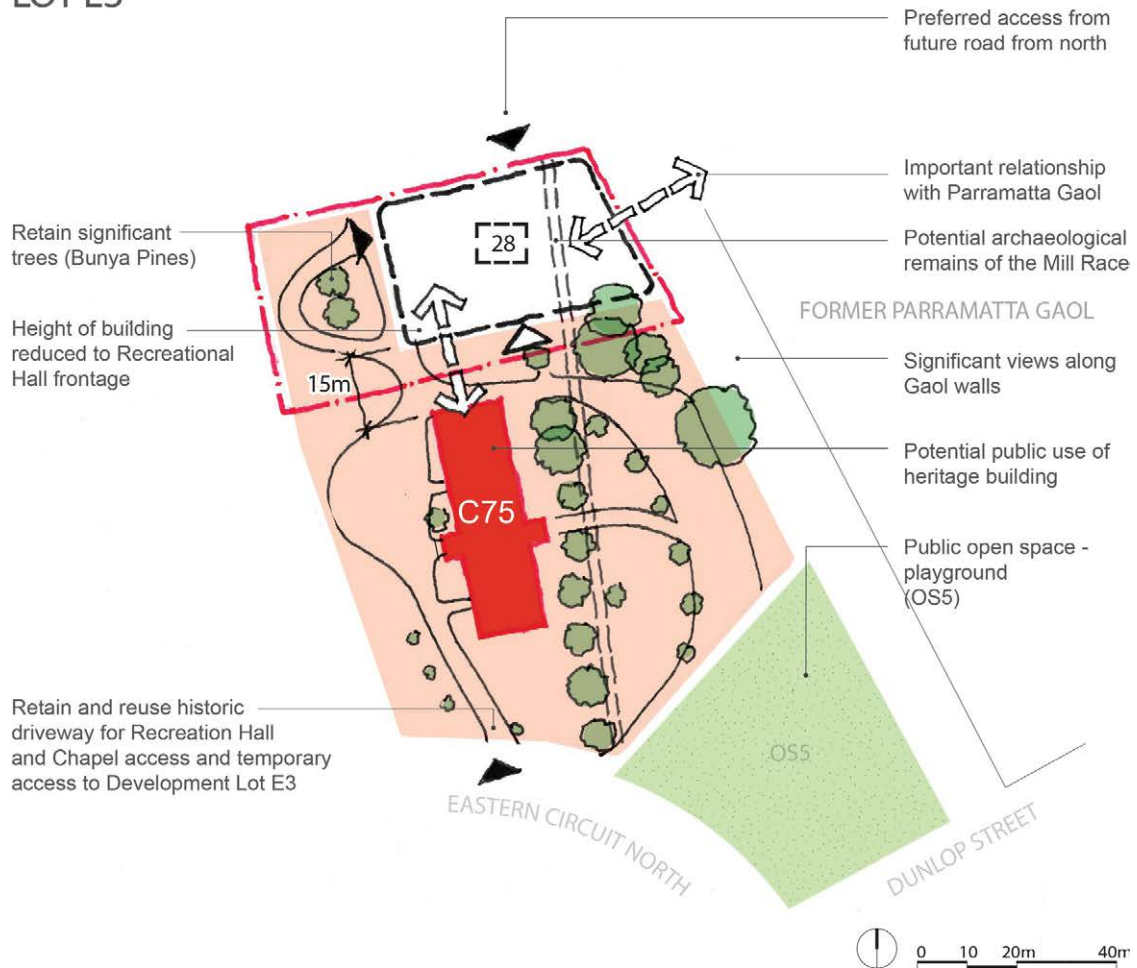 LOT E3
Preferred access from
future road from north
Important relationship
with Parramatta Gaol
Retain significant
trees (Bunya Pines)
28
Potential archaeological
remains of the Mill Race
FORMER PARRAMATTA GAOL
Height of building
reduced to Recreational
Hall frontage
15m
Significant views along
Gaol walls
Potential public use of
heritage building
C75
Public open space -
playground
(OS5)
Retain and reuse historic
driveway for Recreation Hall
and Chapel access and temporary
access to Development Lot E3
OS5
EASTERN CIRCUIT NORTH
DUNLOP STREET
0 10 20m 40m